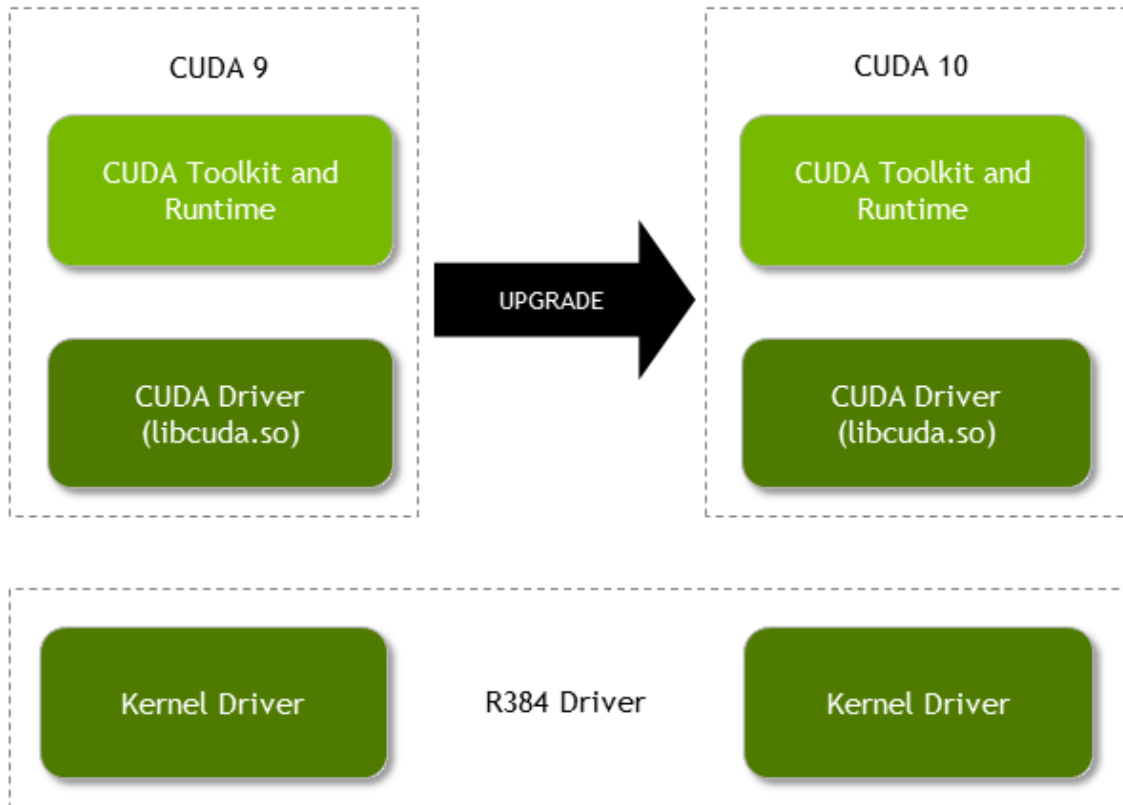 CUDA 9
CUDA Toolkit and
Runtime
CUDA Driver
(libcuda.so)
UPGRADE
CUDA 10
CUDA Toolkit and
Runtime
CUDA Driver
(libcuda.so)
Kernel Driver
R384 Driver
Kernel Driver